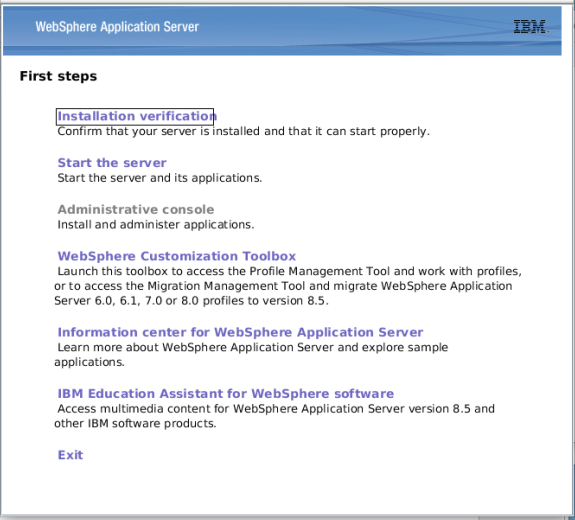 WebSphere Application Server
IBM.
First steps
Installation verification
Confirm that your server is installed and that it can start properly.
Start the server
Start the server and its applications.
Administrative console
Install and administer applications.
WebSphere Customization Toolbox
Launch this toolbox to access the Profile Management Tool and work with profiles,
or to access the Migration Management Tool and migrate WebSphere Application
Server 6.0, 6.1, 7.0 or 8.0 profiles to version 8.5.
Information center for WebSphere Application Server
Learn more about WebSphere Application Server and explore sample
applications.
IBM Education Assistant for WebSphere software
Access multimedia content for WebSphere Application Server version 8.5 and
other IBM software products.
Exit